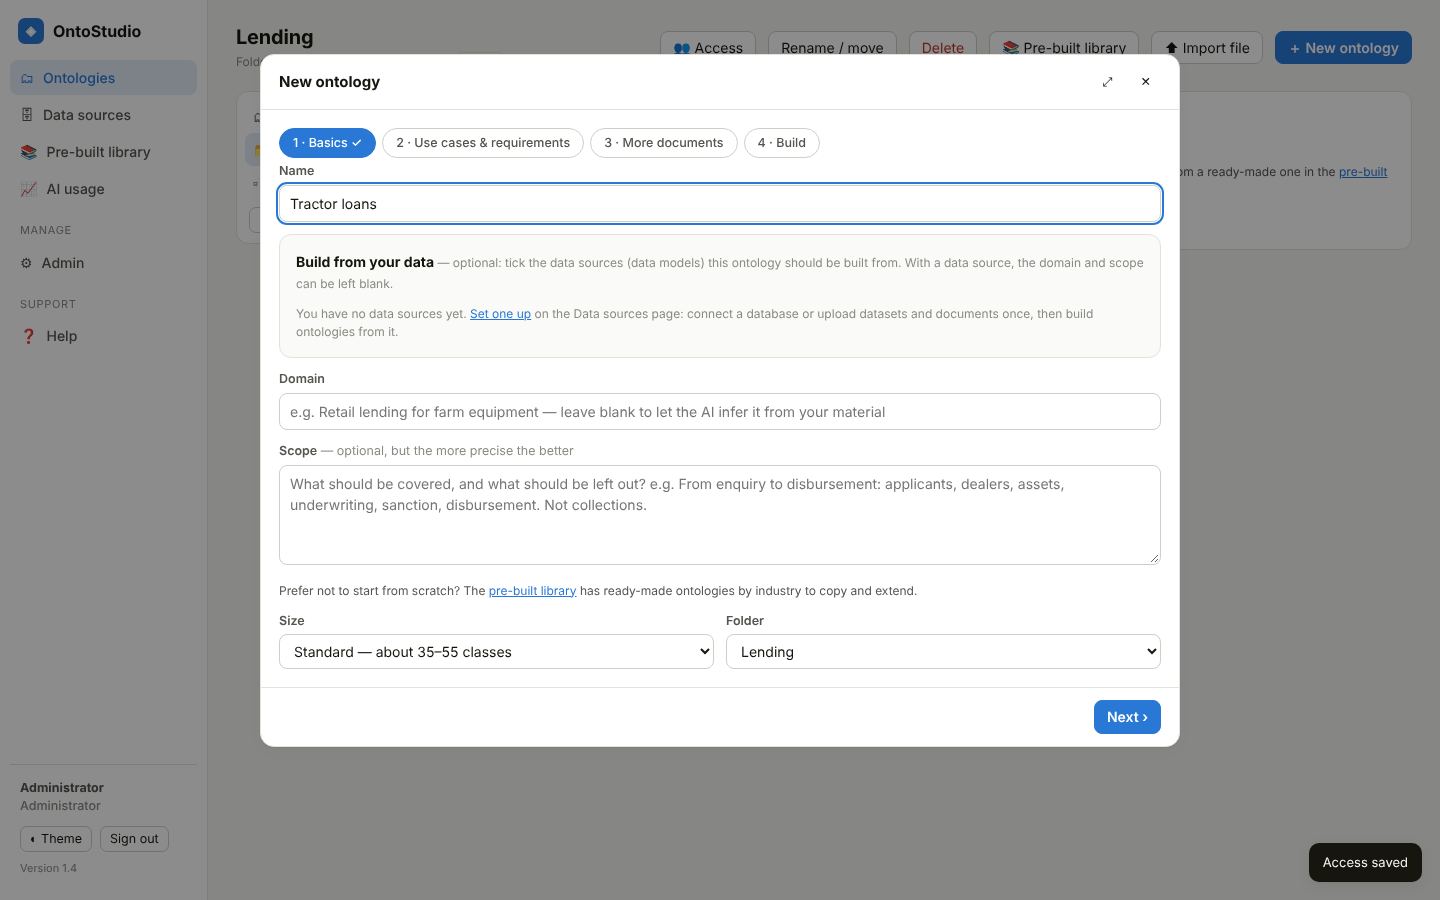 OntoStudio
Ontologies
Data sources
Pre-built library
AI usage
MANAGE
Admin
SUPPORT
Help
Administrator
Administrator
Theme
Sign out
Version 1.4
Lending
Access
Rename / move
Delete
Pre-built library
Import file
+ New ontology
om a ready-made one in the pre-built
New ontology
1 · Basics ✓
2 · Use cases & requirements
3 · More documents
4 · Build
Name
Tractor loans
Build from your data — optional: tick the data sources (data models) this ontology should be built from. With a data source, the domain and scope
can be left blank.
You have no data sources yet. Set one up on the Data sources page: connect a database or upload datasets and documents once, then build
ontologies from it.
Domain
e.g. Retail lending for farm equipment — leave blank to let the AI infer it from your material
Scope — optional, but the more precise the better
What should be covered, and what should be left out? e.g. From enquiry to disbursement: applicants, dealers, assets,
underwriting, sanction, disbursement. Not collections.
Prefer not to start from scratch? The pre-built library has ready-made ontologies by industry to copy and extend.
Size
Folder
Standard — about 35–55 classes
Lending
Next ›
Access saved